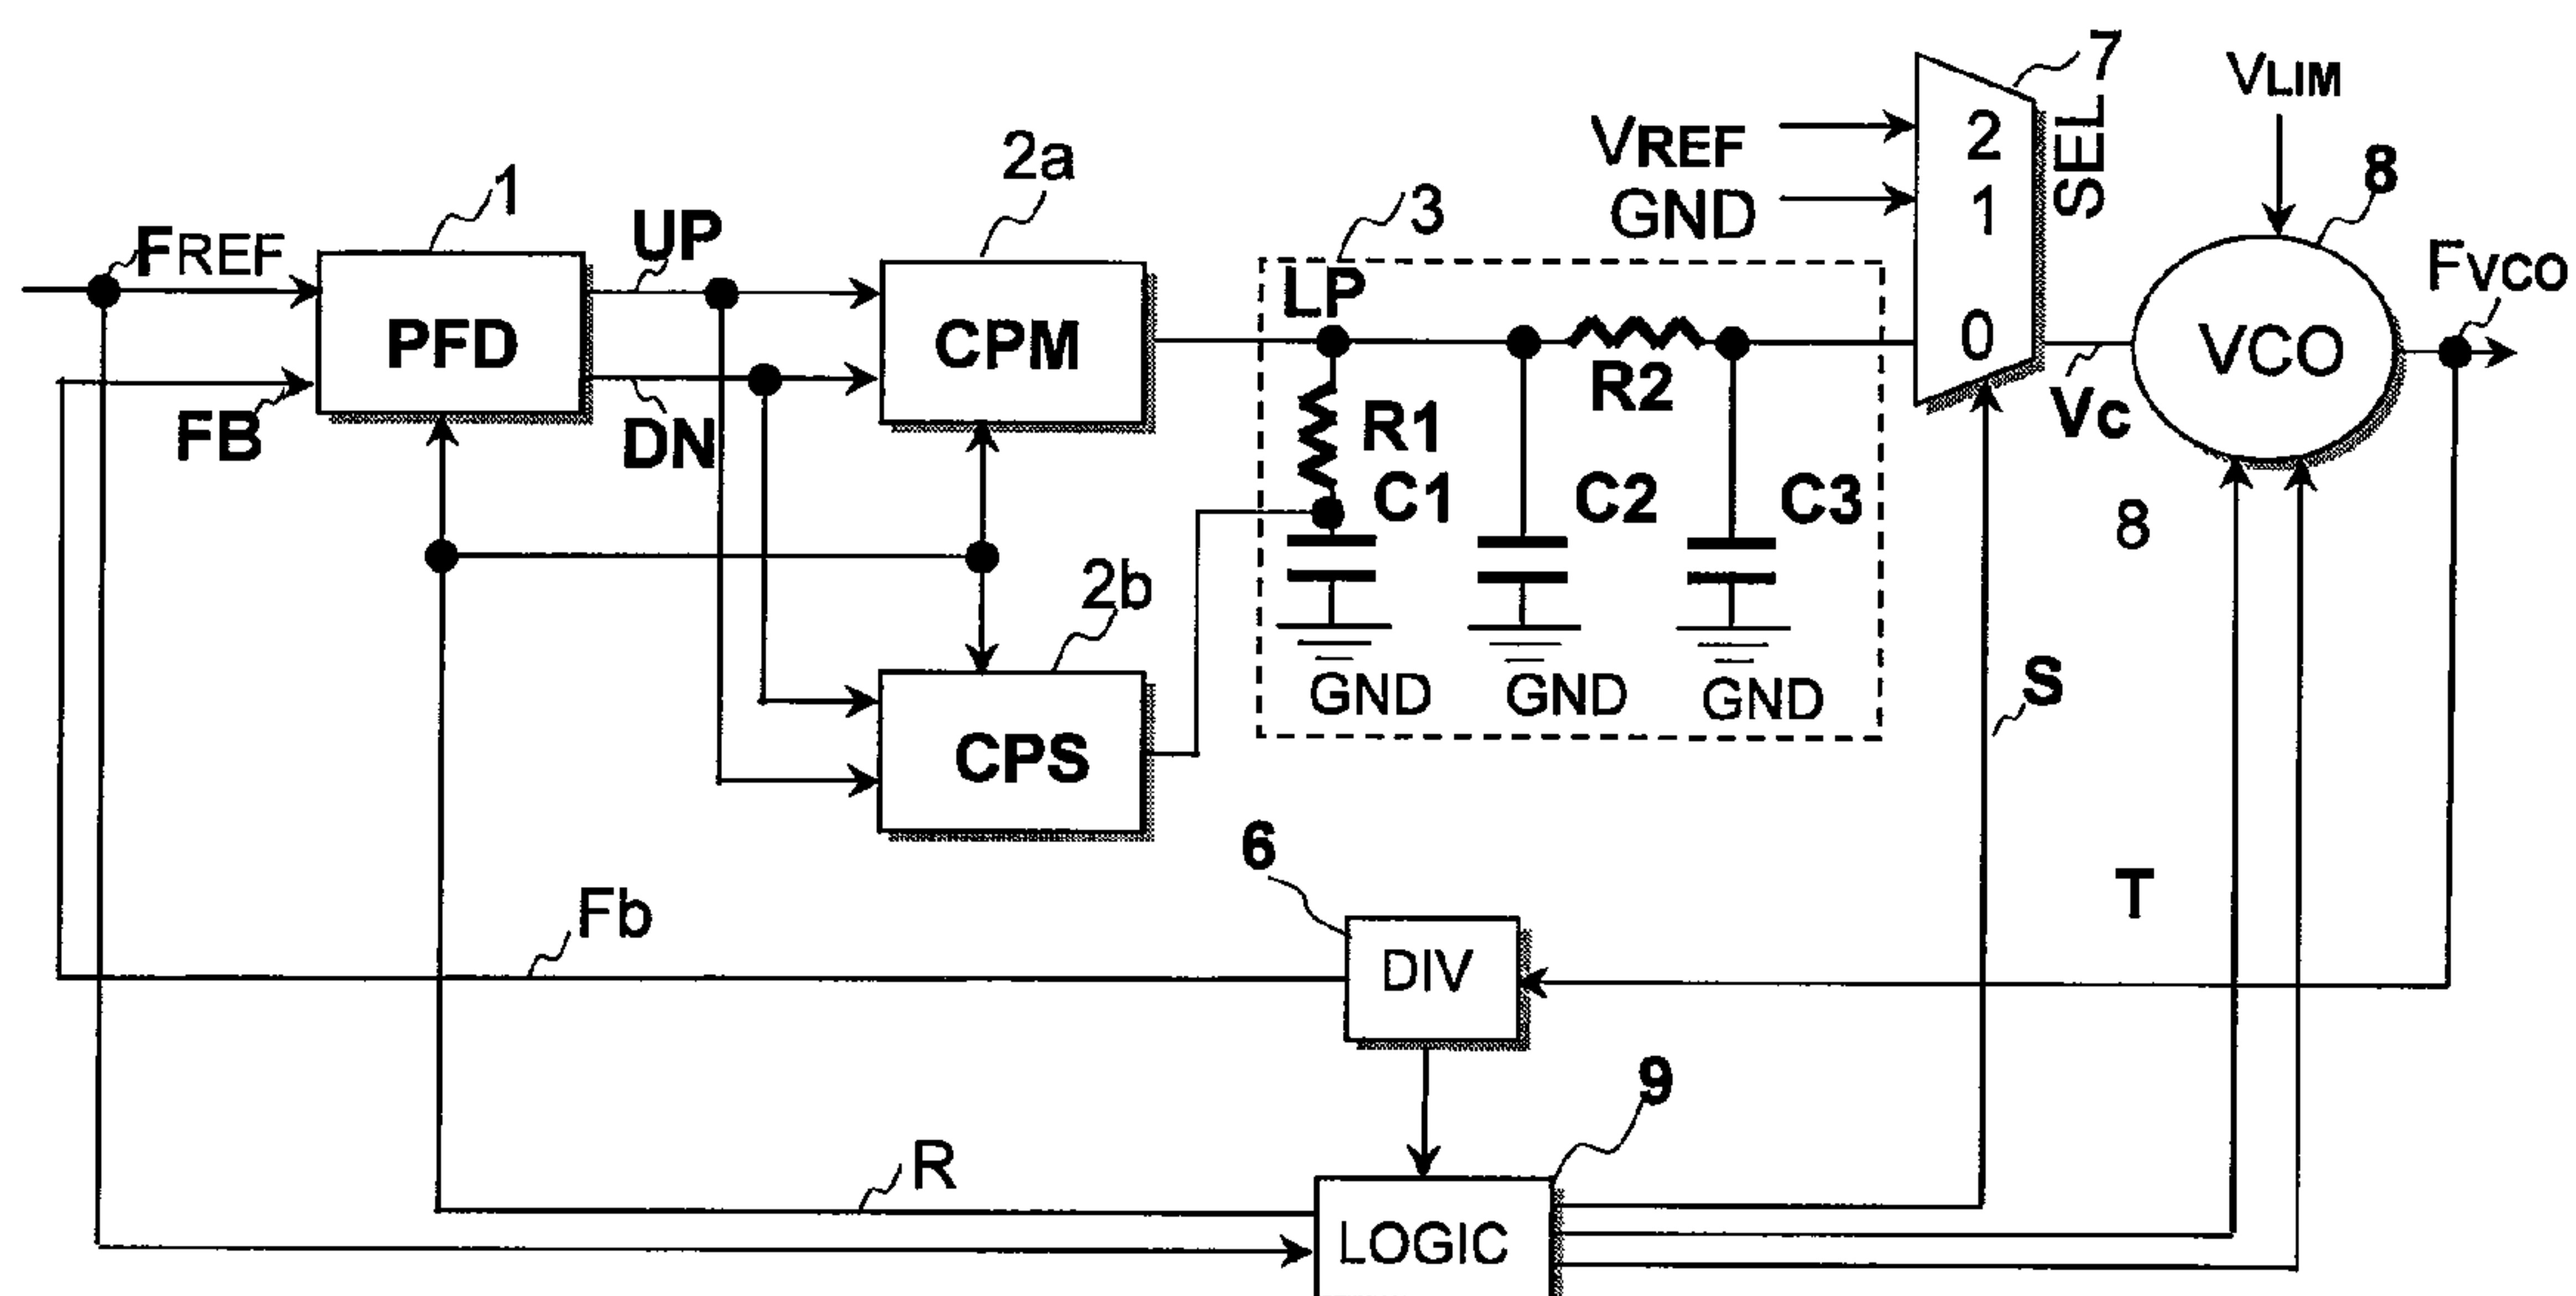 7
VLIM
2a
VREF
2
SEL
8
1
3
GND
1
UP
FREF
LP
FVCO
PFD
CPM
0
VCO
R2
FB
DN
R1
Vc
C1
C2
C3
8
2b
S
GND
GND
GND
CPS
6
T
Fb
DIV
9
R
LOGIC